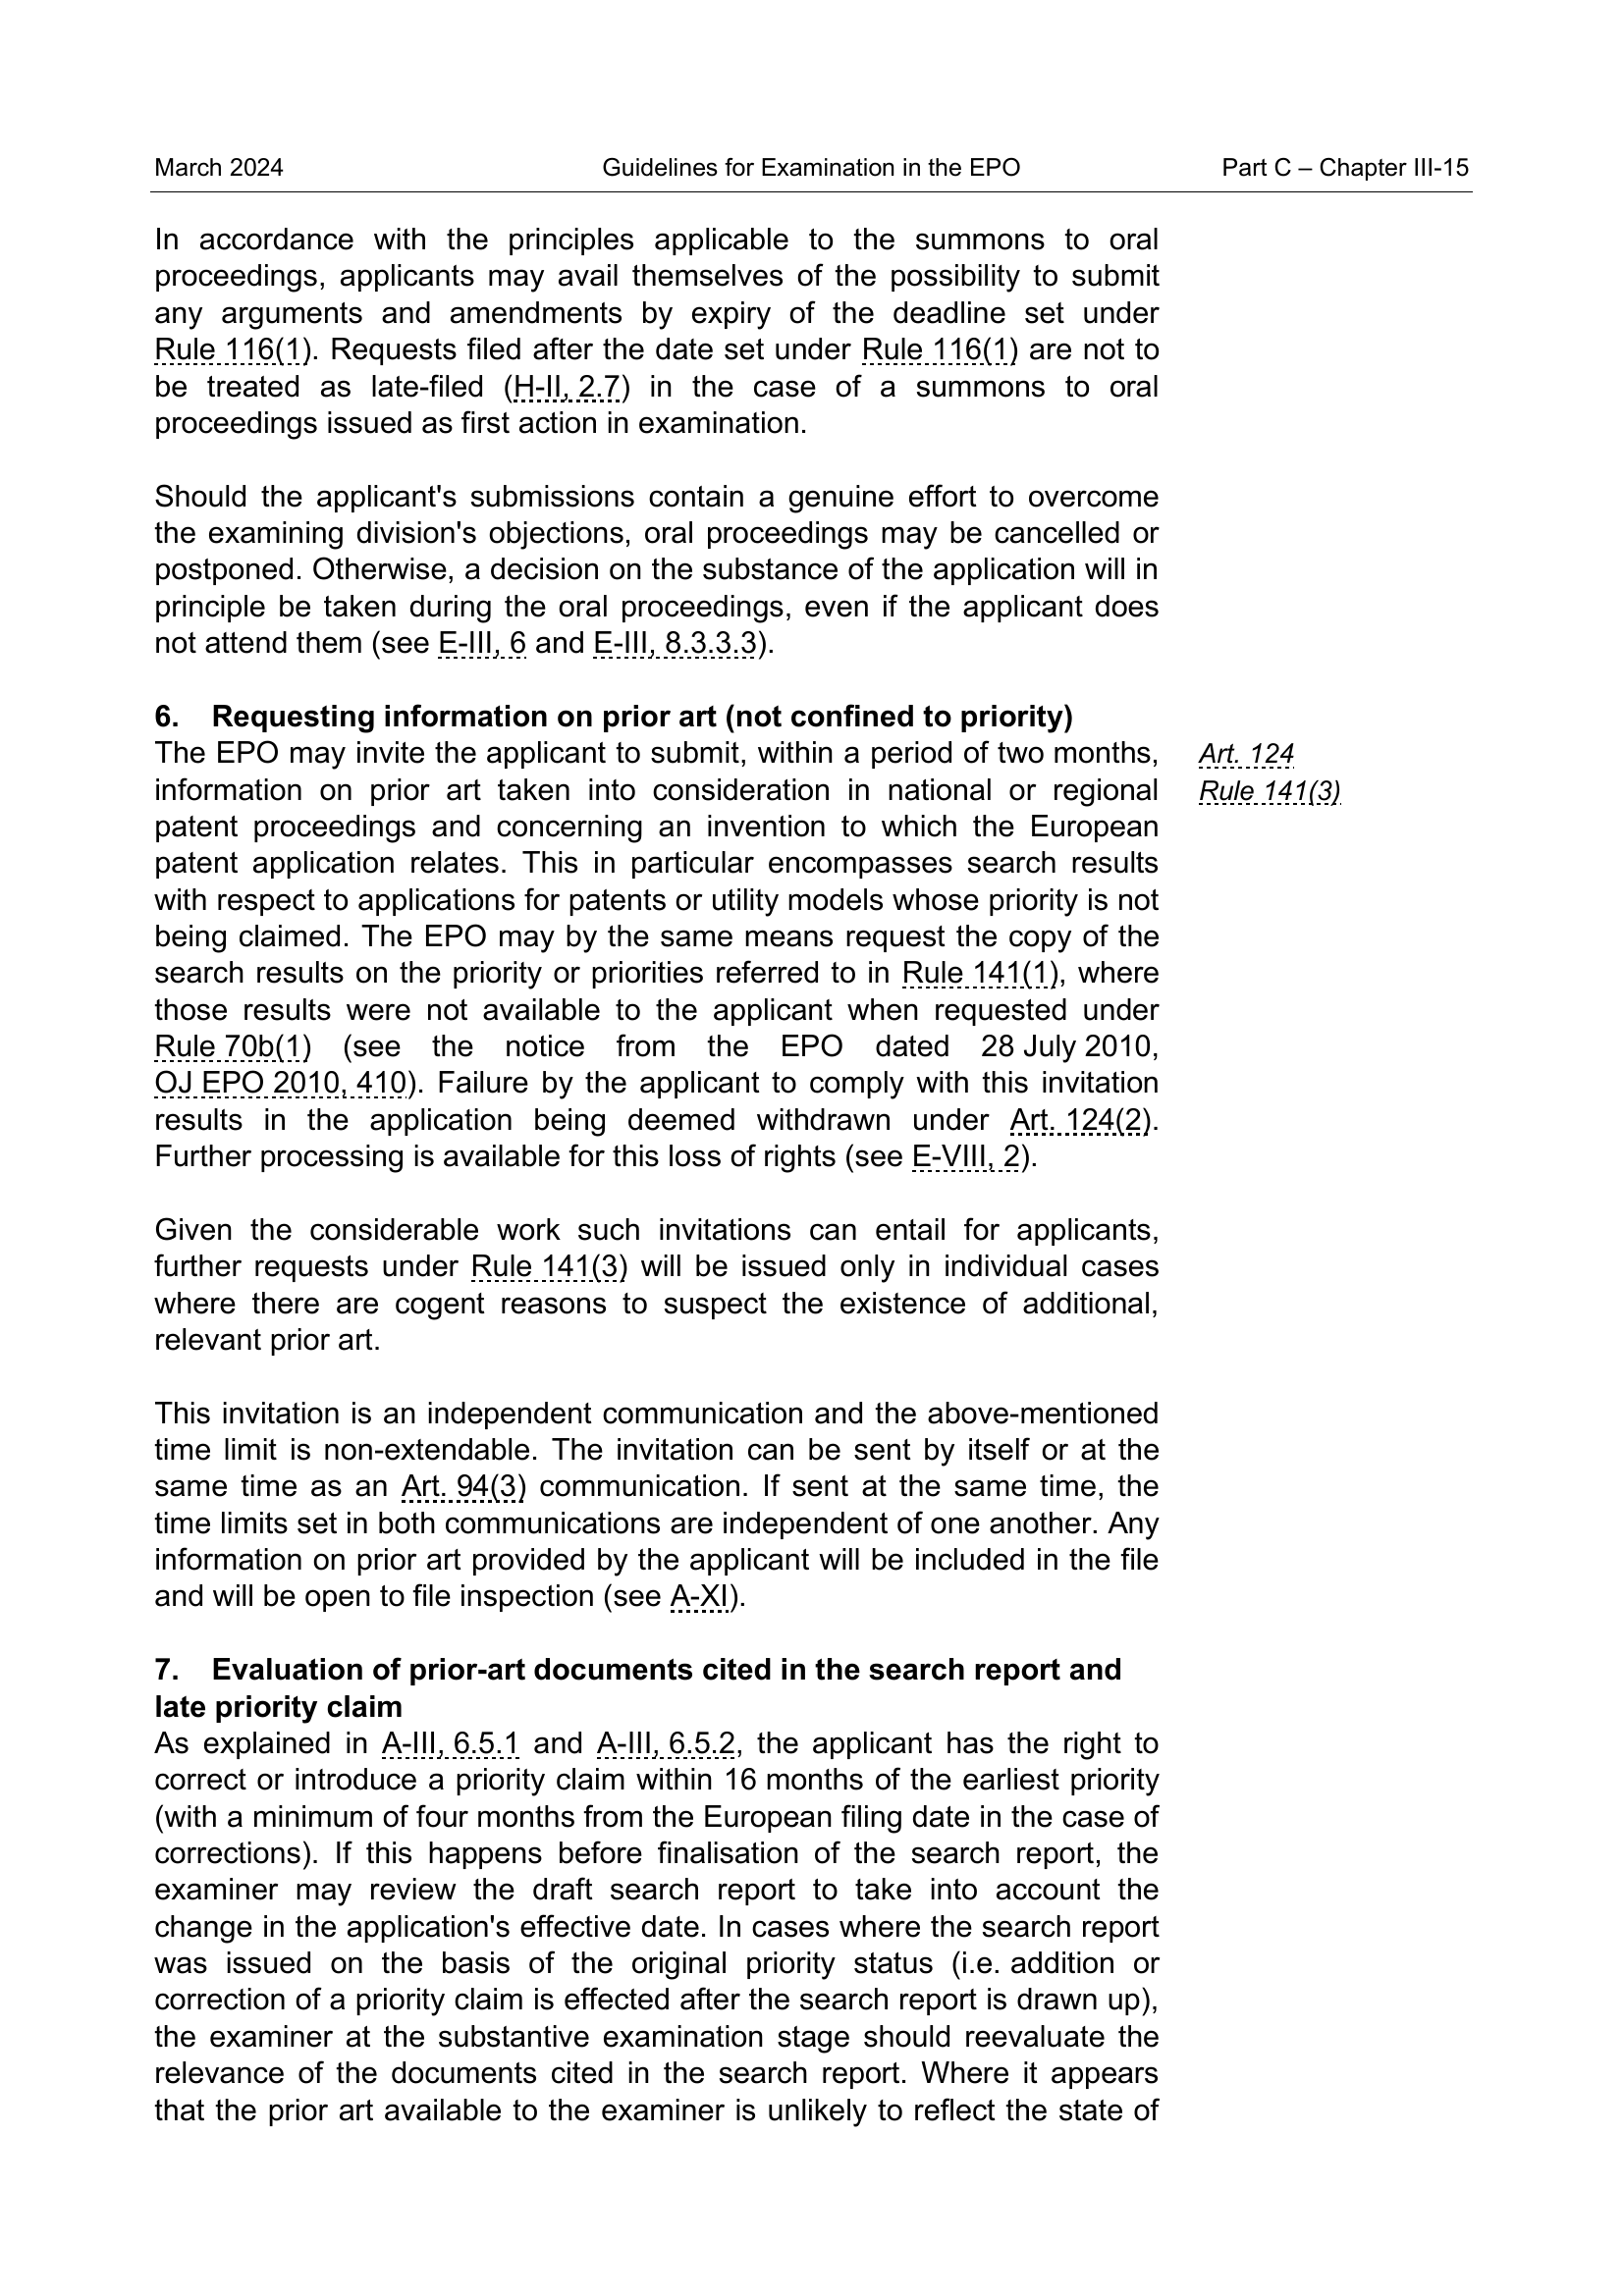 March 2024 Guidelines for Examination in the EPO Part C – Chapter III-15
In accordance with the principles applicable to the summons to oral
proceedings, applicants may avail themselves of the possibility to submit
any arguments and amendments by expiry of the deadline set under
Rule 116(1). Requests filed after the date set under Rule 116(1) are not to
be treated as late-filed (H-II, 2.7) in the case of a summons to oral
proceedings issued as first action in examination.
Should the applicant's submissions contain a genuine effort to overcome
the examining division's objections, oral proceedings may be cancelled or
postponed. Otherwise, a decision on the substance of the application will in
principle be taken during the oral proceedings, even if the applicant does
not attend them (see E-III, 6 and E-III, 8.3.3.3).
6. Requesting information on prior art (not confined to priority)
The EPO may invite the applicant to submit, within a period of two months,
information on prior art taken into consideration in national or regional
patent proceedings and concerning an invention to which the European
patent application relates. This in particular encompasses search results
with respect to applications for patents or utility models whose priority is not
being claimed. The EPO may by the same means request the copy of the
search results on the priority or priorities referred to in Rule 141(1), where
those results were not available to the applicant when requested under
Rule 70b(1) (see the notice from the EPO dated 28 July 2010,
OJ EPO 2010, 410). Failure by the applicant to comply with this invitation
results in the application being deemed withdrawn under Art. 124(2).
Further processing is available for this loss of rights (see E-VIII, 2).
Art. 124
Rule 141(3)
Given the considerable work such invitations can entail for applicants,
further requests under Rule 141(3) will be issued only in individual cases
where there are cogent reasons to suspect the existence of additional,
relevant prior art.
This invitation is an independent communication and the above-mentioned
time limit is non-extendable. The invitation can be sent by itself or at the
same time as an Art. 94(3) communication. If sent at the same time, the
time limits set in both communications are independent of one another. Any
information on prior art provided by the applicant will be included in the file
and will be open to file inspection (see A-XI).
7. Evaluation of prior-art documents cited in the search report and
late priority claim
As explained in A-III, 6.5.1 and A-III, 6.5.2, the applicant has the right to
correct or introduce a priority claim within 16 months of the earliest priority
(with a minimum of four months from the European filing date in the case of
corrections). If this happens before finalisation of the search report, the
examiner may review the draft search report to take into account the
change in the application's effective date. In cases where the search report
was issued on the basis of the original priority status (i.e. addition or
correction of a priority claim is effected after the search report is drawn up),
the examiner at the substantive examination stage should reevaluate the
relevance of the documents cited in the search report. Where it appears
that the prior art available to the examiner is unlikely to reflect the state of